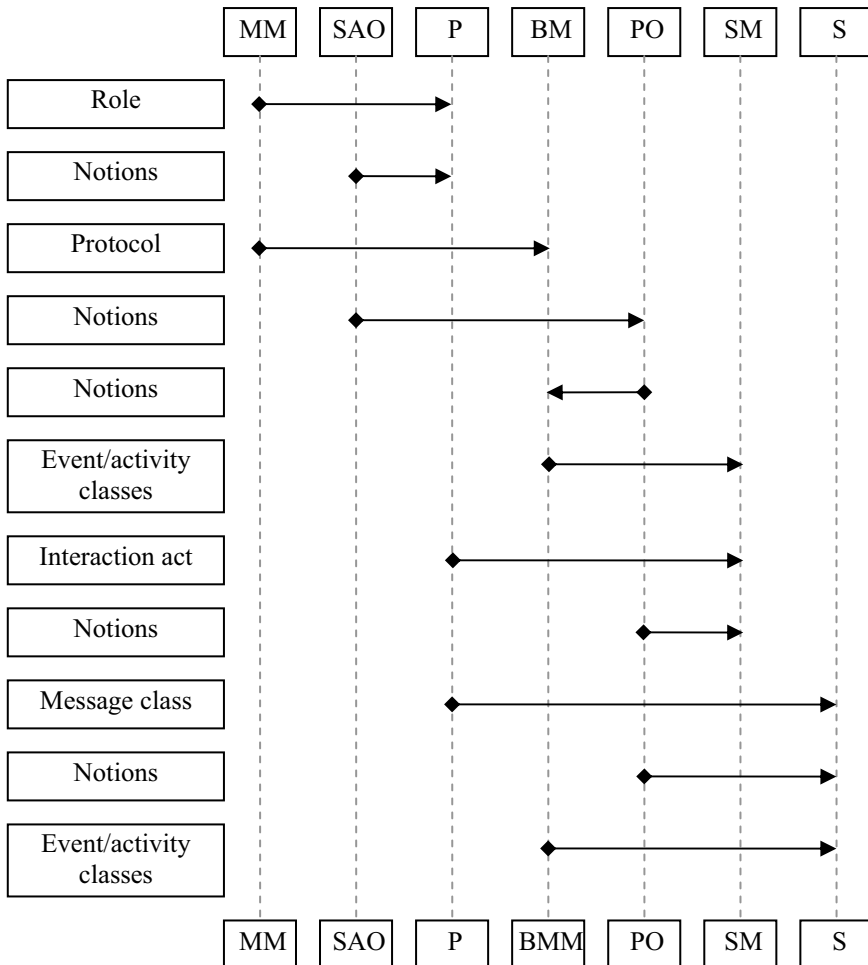 MM SAO P BM PO SM S
Role
Notions
Protocol
Notions
Notions
Event/activity
classes
Interaction act
Notions
Message class
Notions
Event/activity
classes
MM SAO P BMM PO SM S